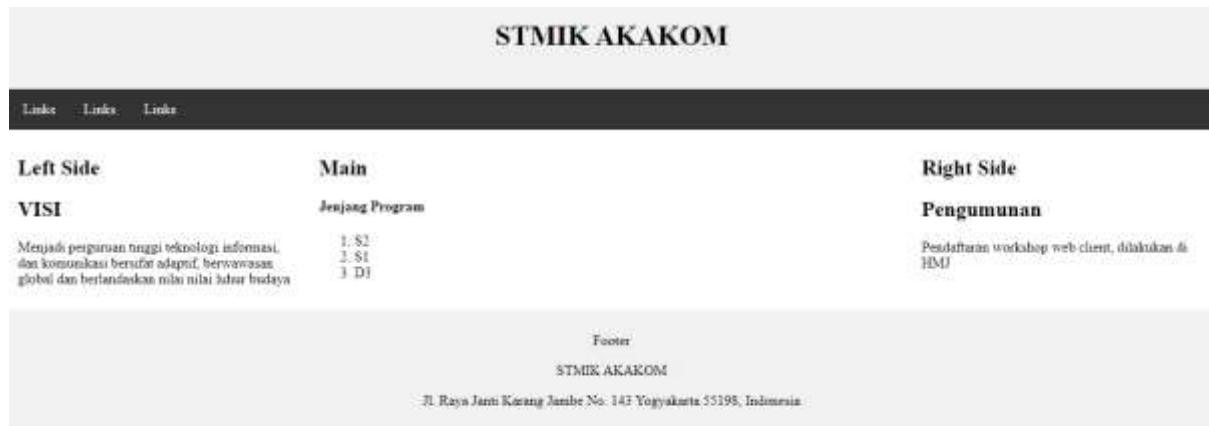 STMIK AKAKOM
Links Links Links
Left Side
VISI
Menjadi perguruan tinggi teknologi informasi,
dan komunikasi bersifat adaptif, berwawasan
global dan berlandaskan nilai nilai luhur budaya
Main
Jenjang Program
1. S2
2. S1
3. D3
Right Side
Pengumunan
Pendaftaran workshop web client, dilakukan di
HMJ
Footer
STMIK AKAKOM
Jl. Raya Janti Karang Jambe No. 143 Yogyakarta 55198, Indonesia